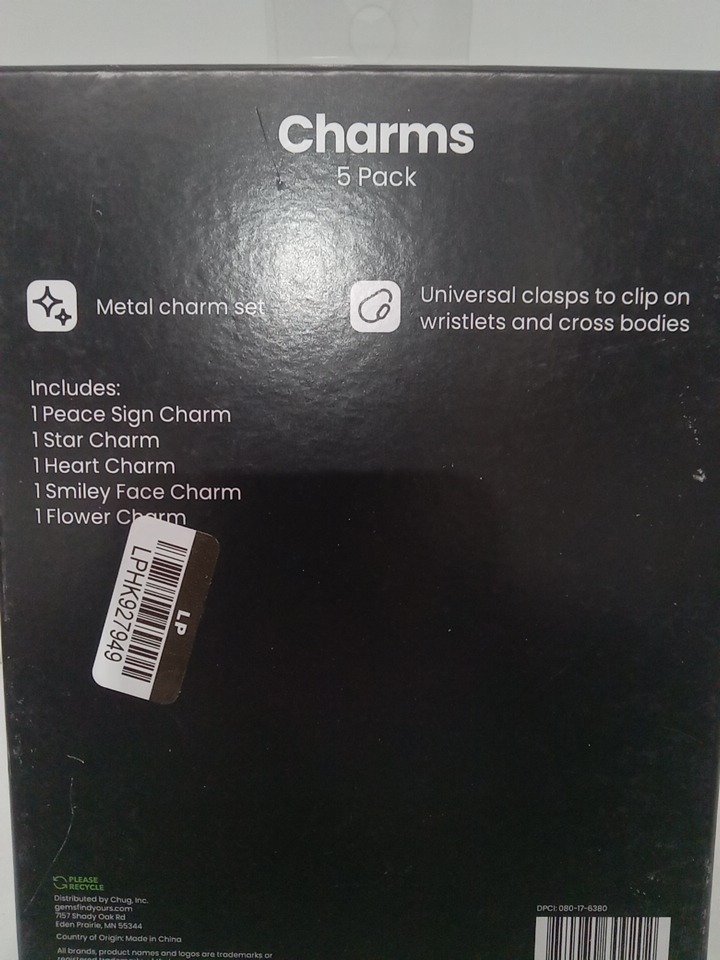 Charms
5 Pack
Metal charm set
Universal clasps to clip on
wristlets and cross bodies
Includes:
1 Peace Sign Charm
1 Star Charm
1 Heart Charm
1 Smiley Face Charm
1 Flower Charm
LP
LPHK927949
PLEASE
RECYCLE
Distributed by Chug, Inc.
gemsfindyours.com
7157 Shady Oak Rd
Eden Prairie, MN 55344
Country of Origin: Made in China
All brands, product names and logos are trademarks or
registered trademarks of
DPCI: 080-17-6380